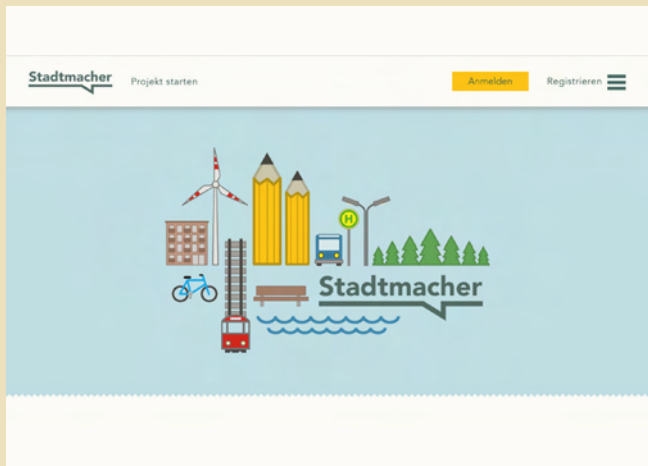 Stadtmacher
Projekt starten
Anmelden
Registrieren
H
Stadtmacher